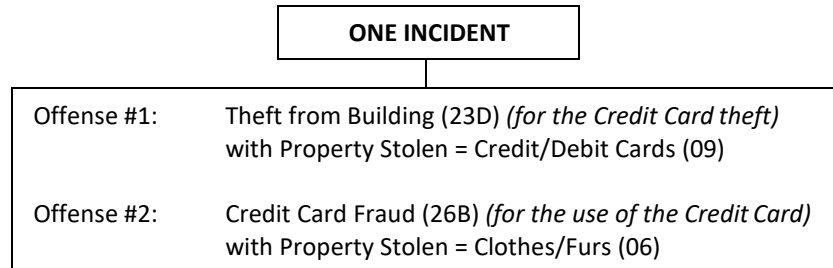 ONE INCIDENT
Offense #1: Theft from Building (23D) (for the Credit Card theft)
with Property Stolen = Credit/Debit Cards (09)
Offense #2: Credit Card Fraud (26B) (for the use of the Credit Card)
with Property Stolen = Clothes/Furs (06)